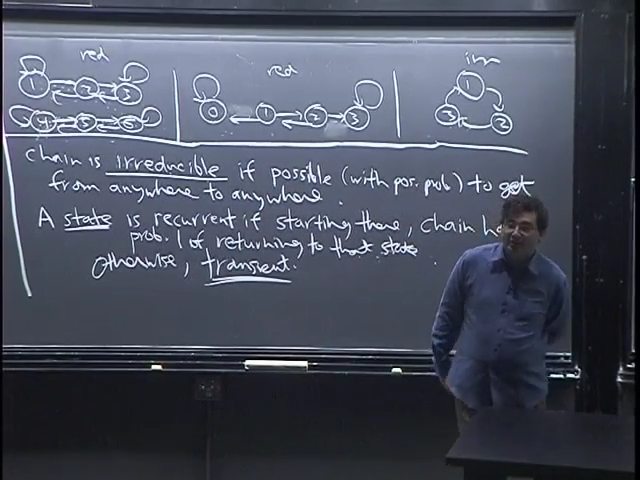 red
red
irr
1 2 3
4 5 6
0 1 2 3
1
3 2
chain is irreducible if possible (with pos. prob) to get
from anywhere to anywhere.
A state is recurrent if starting there, chain ha
prob. 1 of returning to that state
otherwise, transient.